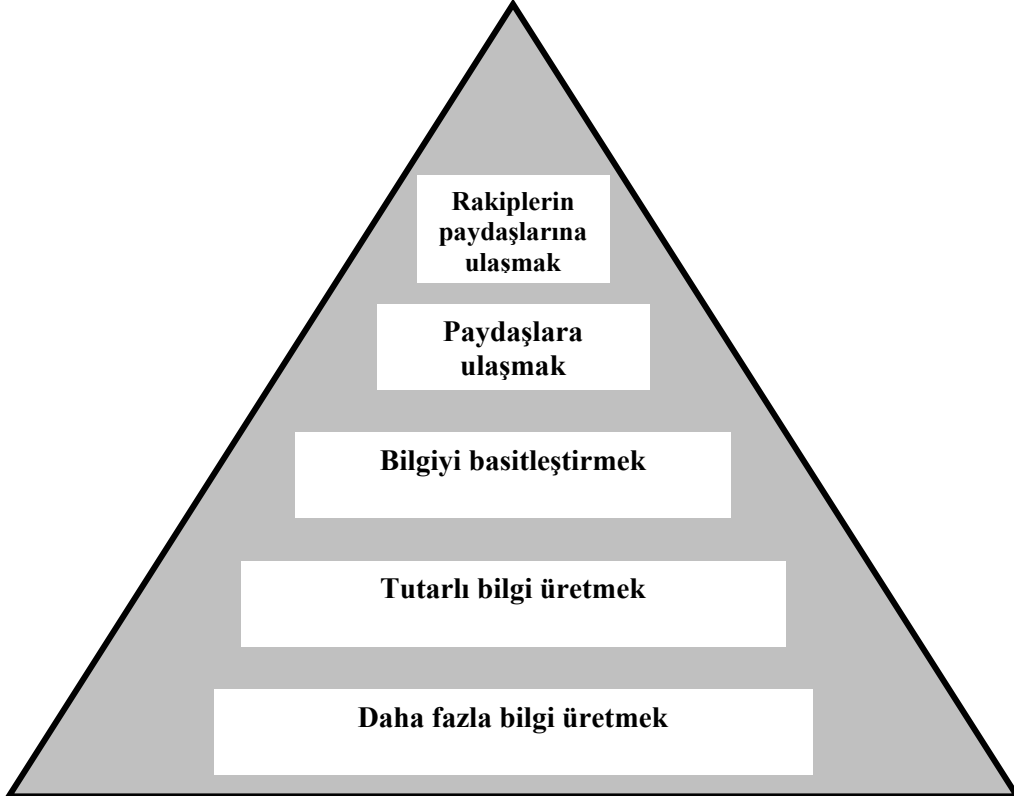 Rakiplerin
paydaşlarına
ulaşmak
Paydaşlara
ulaşmak
Bilgiyi basitleştirmek
Tutarlı bilgi üretmek
Daha fazla bilgi üretmek